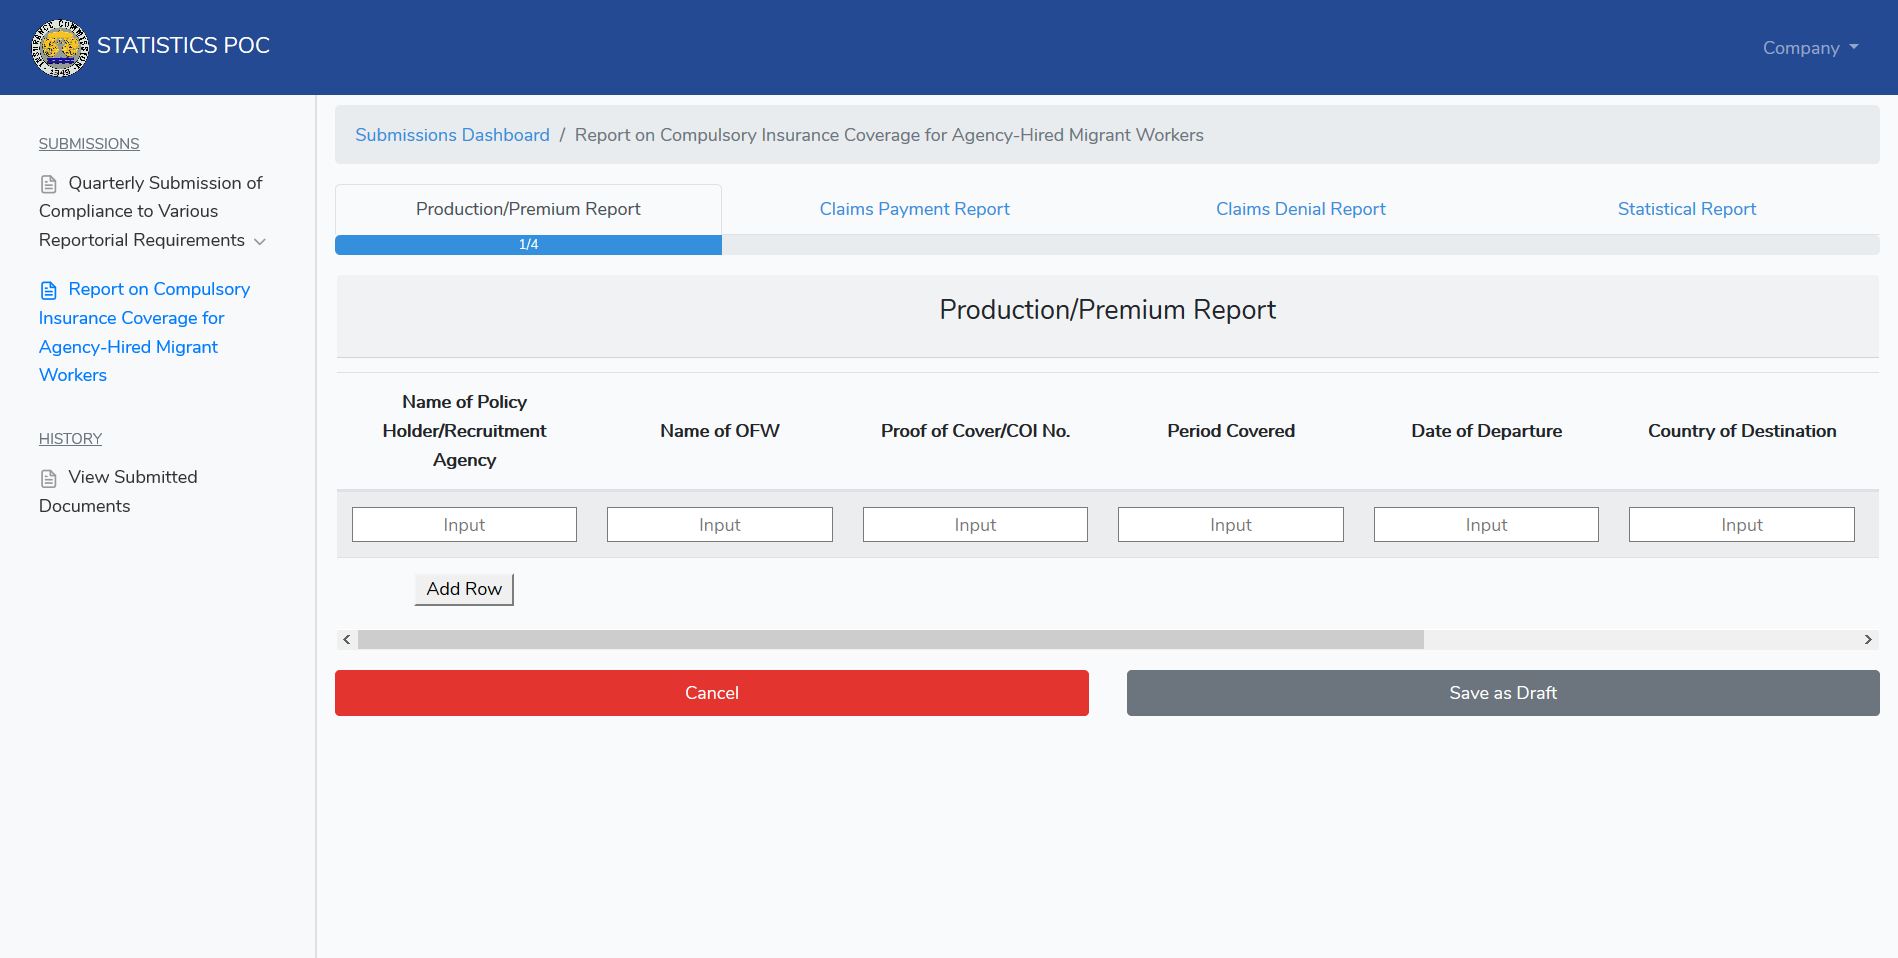 STATISTICS POC
Company
SUBMISSIONS
Quarterly Submission of
Compliance to Various
Reportorial Requirements
Report on Compulsory
Insurance Coverage for
Agency-Hired Migrant
Workers
HISTORY
View Submitted
Documents
Submissions Dashboard / Report on Compulsory Insurance Coverage for Agency-Hired Migrant Workers
Production/Premium Report
Claims Payment Report
Claims Denial Report
Statistical Report
1/4
Production/Premium Report
Name of Policy
Holder/Recruitment
Agency
Name of OFW
Proof of Cover/COI No.
Period Covered
Date of Departure
Country of Destination
Input
Input
Input
Input
Input
Input
Add Row
Cancel
Save as Draft